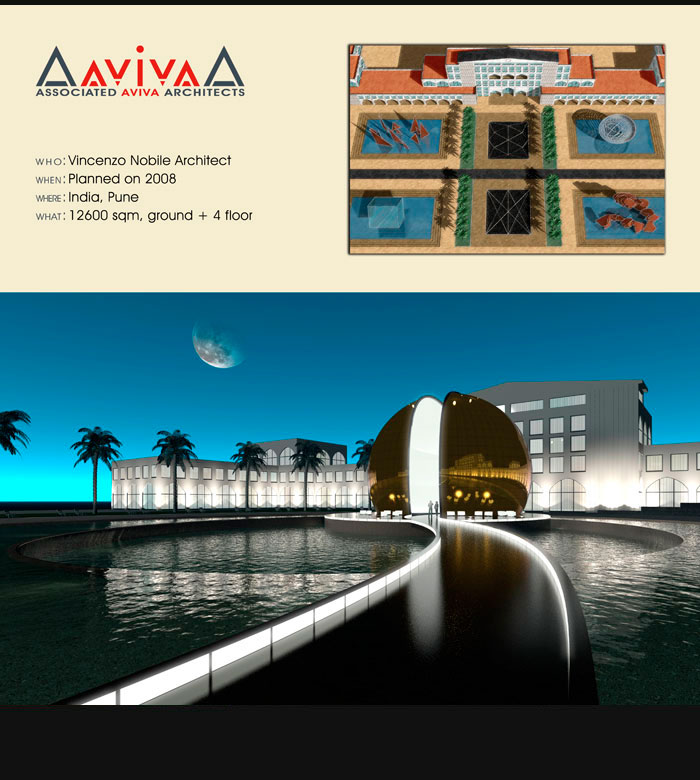 AVIVA
ASSOCIATED AVIVA ARCHITECTS
WHO: Vincenzo Nobile Architect
WHEN: Planned on 2008
WHERE: India, Pune
WHAT: 12600 sqm, ground + 4 floor